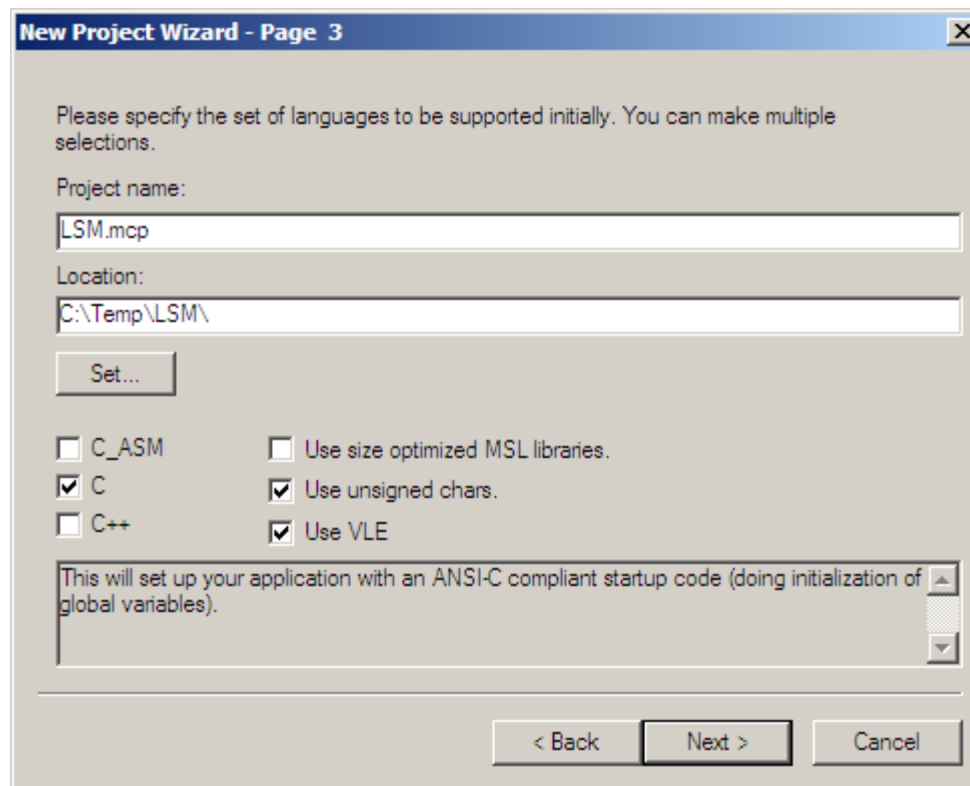 New Project Wizard - Page 3
Please specify the set of languages to be supported initially. You can make multiple
selections.
Project name:
LSM.mcp
Location:
C:\Temp\LSM\
Set...
C_ASM
Use size optimized MSL libraries.
C
Use unsigned chars.
C++
Use VLE
This will set up your application with an ANSI-C compliant startup code (doing initialization of
global variables).
< Back
Next >
Cancel